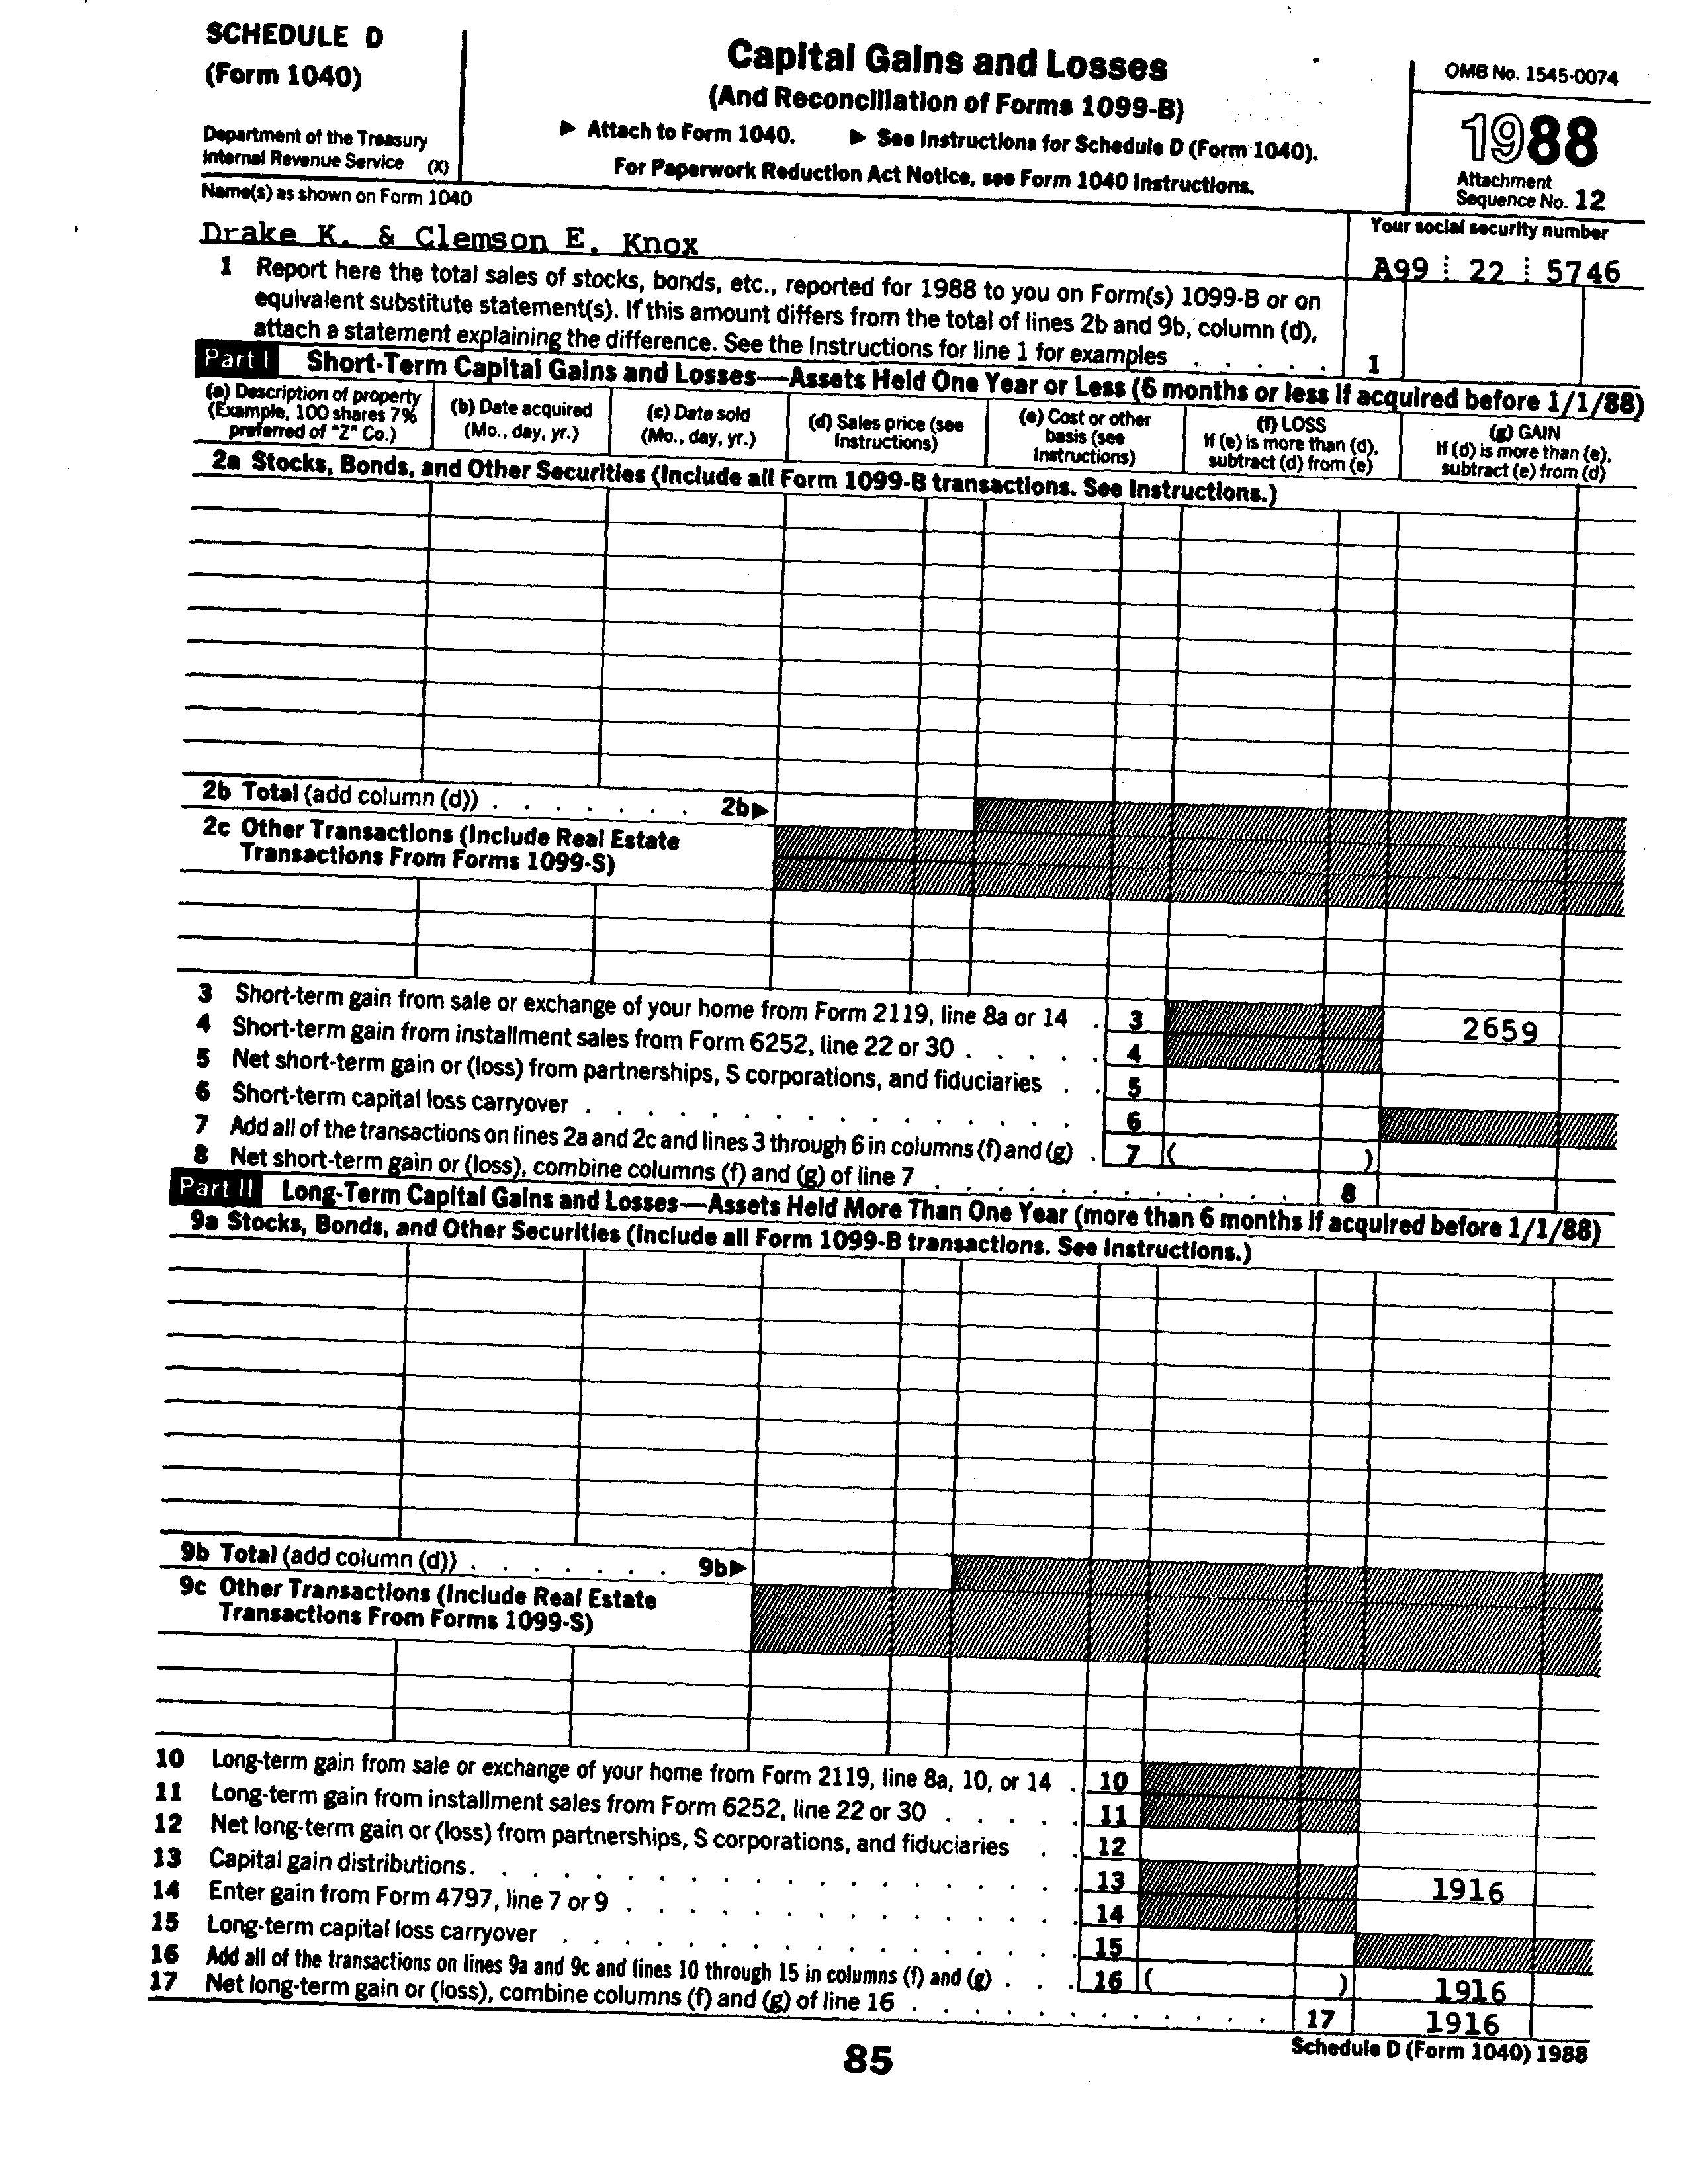 SCHEDULE D
(Form 1040)
Department of the Treasury
Internal Revenue Service (X)
Capital Gains and Losses
(And Reconciliation of Forms 1099-B)
▶ Attach to Form 1040. ▶ See Instructions for Schedule D (Form 1040).
For Paperwork Reduction Act Notice, see Form 1040 Instructions.
OMB No. 1545-0074
1988
Attachment
Sequence No. 12
Name(s) as shown on Form 1040
Your social security number
Drake K. & Clemson E. Knox
A99 22 5746
1 Report here the total sales of stocks, bonds, etc., reported for 1988 to you on Form(s) 1099-B or on
equivalent substitute statement(s). If this amount differs from the total of lines 2b and 9b, column (d),
attach a statement explaining the difference. See the Instructions for line 1 for examples . . . . . 1
Part I Short-Term Capital Gains and Losses—Assets Held One Year or Less (6 months or less if acquired before 1/1/88)
(a) Description of property
(Example, 100 shares 7%
preferred of "Z" Co.)
(b) Date acquired
(Mo., day, yr.)
(c) Date sold
(Mo., day, yr.)
(d) Sales price (see
Instructions)
(e) Cost or other
basis (see
Instructions)
(f) LOSS
If (e) is more than (d),
subtract (d) from (e)
(g) GAIN
If (d) is more than (e),
subtract (e) from (d)
2a Stocks, Bonds, and Other Securities (Include all Form 1099-B transactions. See Instructions.)
2b Total (add column (d)) . . . . . . . 2b▶
2c Other Transactions (Include Real Estate
Transactions From Forms 1099-S)
3 Short-term gain from sale or exchange of your home from Form 2119, line 8a or 14 . 3 2659
4 Short-term gain from installment sales from Form 6252, line 22 or 30 . . . . . 4
5 Net short-term gain or (loss) from partnerships, S corporations, and fiduciaries . . 5
6 Short-term capital loss carryover . . . . . . . . . . . . . 6
7 Add all of the transactions on lines 2a and 2c and lines 3 through 6 in columns (f) and (g) . 7 ( )
8 Net short-term gain or (loss), combine columns (f) and (g) of line 7 . . . . . . . . . . . . 8
Part II Long-Term Capital Gains and Losses—Assets Held More Than One Year (more than 6 months if acquired before 1/1/88)
9a Stocks, Bonds, and Other Securities (Include all Form 1099-B transactions. See Instructions.)
9b Total (add column (d)) . . . . . . . 9b▶
9c Other Transactions (Include Real Estate
Transactions From Forms 1099-S)
10 Long-term gain from sale or exchange of your home from Form 2119, line 8a, 10, or 14 . 10
11 Long-term gain from installment sales from Form 6252, line 22 or 30 . . . . . 11
12 Net long-term gain or (loss) from partnerships, S corporations, and fiduciaries . . 12
13 Capital gain distributions. . . . . . . . . . . . . . . . . 13 1916
14 Enter gain from Form 4797, line 7 or 9 . . . . . . . . . . . . . 14
15 Long-term capital loss carryover . . . . . . . . . . . . . . 15
16 Add all of the transactions on lines 9a and 9c and lines 10 through 15 in columns (f) and (g) . . . 16 ( ) 1916
17 Net long-term gain or (loss), combine columns (f) and (g) of line 16 . . . . . . . . . . . 17 1916
85
Schedule D (Form 1040) 1988